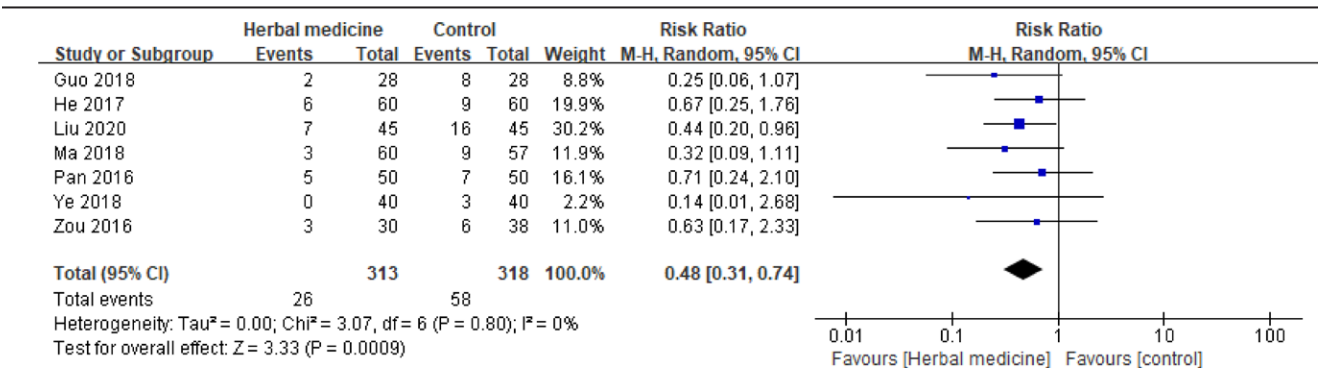 Herbal medicine Control Risk Ratio Risk Ratio
Study or Subgroup Events Total Events Total Weight M-H, Random, 95% CI M-H, Random, 95% CI
Guo 2018 2 28 8 28 8.8% 0.25 [0.06, 1.07]
He 2017 6 60 9 60 19.9% 0.67 [0.25, 1.76]
Liu 2020 7 45 16 45 30.2% 0.44 [0.20, 0.96]
Ma 2018 3 60 9 57 11.9% 0.32 [0.09, 1.11]
Pan 2016 5 50 7 50 16.1% 0.71 [0.24, 2.10]
Ye 2018 0 40 3 40 2.2% 0.14 [0.01, 2.68]
Zou 2016 3 30 6 38 11.0% 0.63 [0.17, 2.33]
Total (95% CI) 313 318 100.0% 0.48 [0.31, 0.74]
Total events 26 58
Heterogeneity: Tau² = 0.00; Chi² = 3.07, df = 6 (P = 0.80); I² = 0%
Test for overall effect: Z = 3.33 (P = 0.0009)
0.01 0.1 1 10 100
Favours [Herbal medicine] Favours [control]